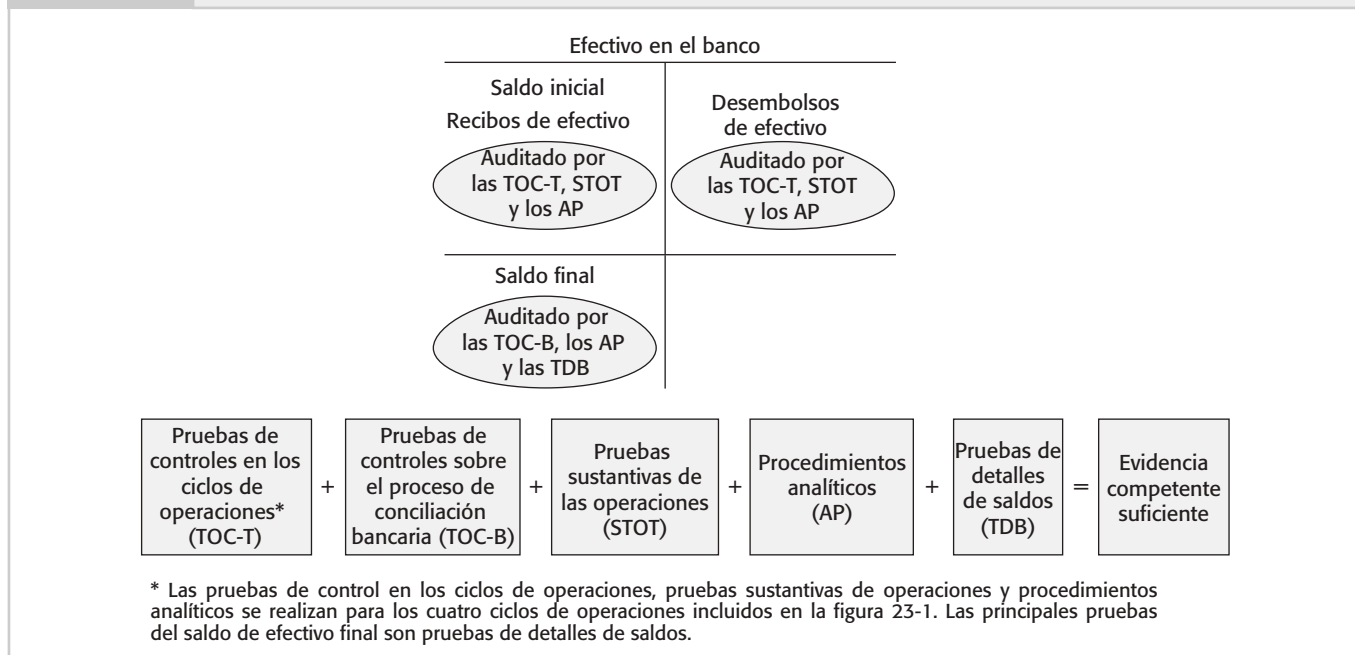 Efectivo en el banco
Saldo inicial
Recibos de efectivo
Auditado por
las TOC-T, STOT
y los AP
Desembolsos
de efectivo
Auditado por
las TOC-T, STOT
y los AP
Saldo final
Auditado por
las TOC-B, los AP
y las TDB
Pruebas de
controles en los
ciclos de
operaciones*
(TOC-T)
+
Pruebas de
controles sobre
el proceso de
conciliación
bancaria (TOC-B)
+
Pruebas
sustantivas de
las operaciones
(STOT)
+
Procedimientos
analíticos
(AP)
+
Pruebas de
detalles
de saldos
(TDB)
=
Evidencia
competente
suficiente
* Las pruebas de control en los ciclos de operaciones, pruebas sustantivas de operaciones y procedimientos
analíticos se realizan para los cuatro ciclos de operaciones incluidos en la figura 23-1. Las principales pruebas
del saldo de efectivo final son pruebas de detalles de saldos.